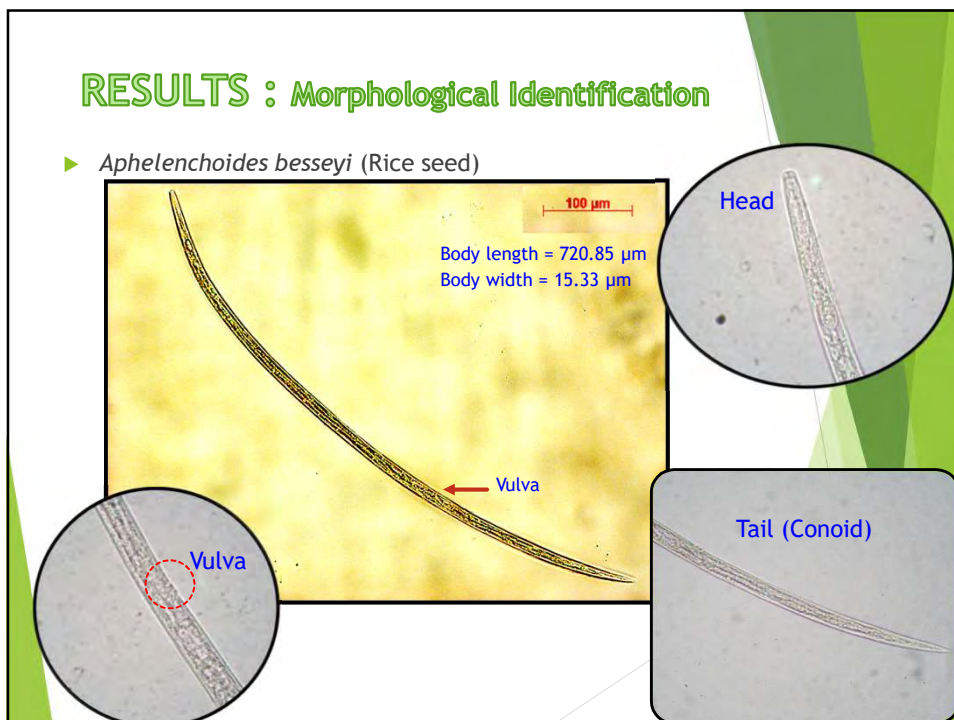 RESULTS : Morphological Identification
Aphelenchoides besseyi (Rice seed)
100 µm
Body length = 720.85 µm
Body width = 15.33 µm
Head
Vulva
Vulva
Tail (Conoid)